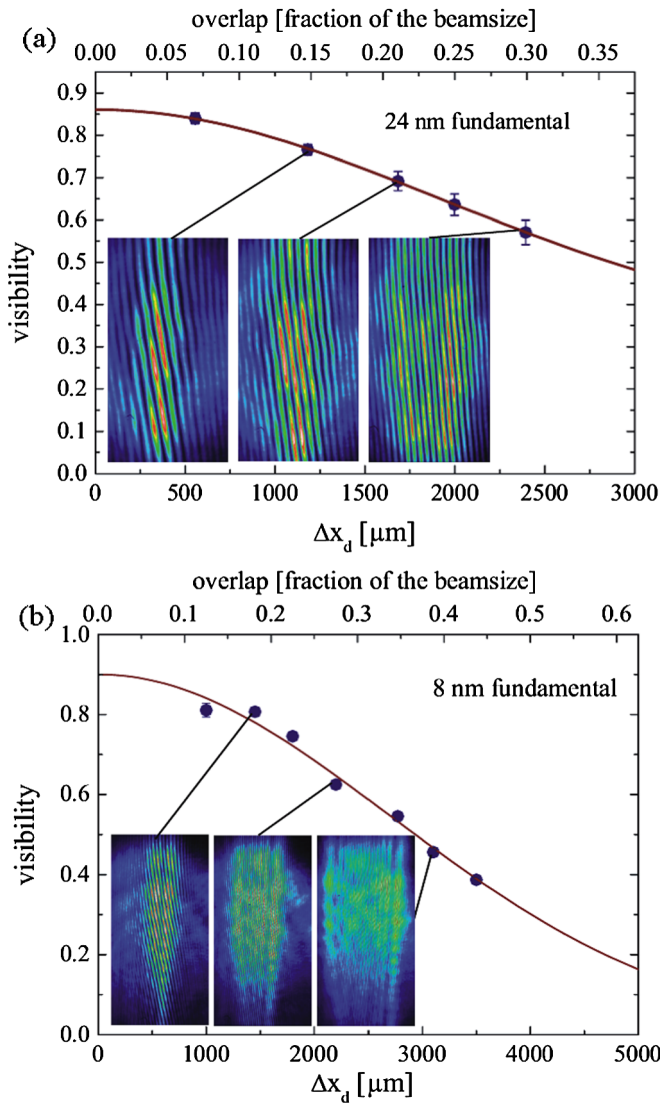 overlap [fraction of the beamsize]
(a)
0.00 0.05 0.10 0.15 0.20 0.25 0.30 0.35
0.9
0.8
0.7
0.6
0.5
0.4
0.3
0.2
0.1
0.0
visibility
24 nm fundamental
0 500 1000 1500 2000 2500 3000
Δx_d [μm]
overlap [fraction of the beamsize]
(b)
0.0 0.1 0.2 0.3 0.4 0.5 0.6
1.0
0.8
0.6
0.4
0.2
0.0
visibility
8 nm fundamental
0 1000 2000 3000 4000 5000
Δx_d [μm]